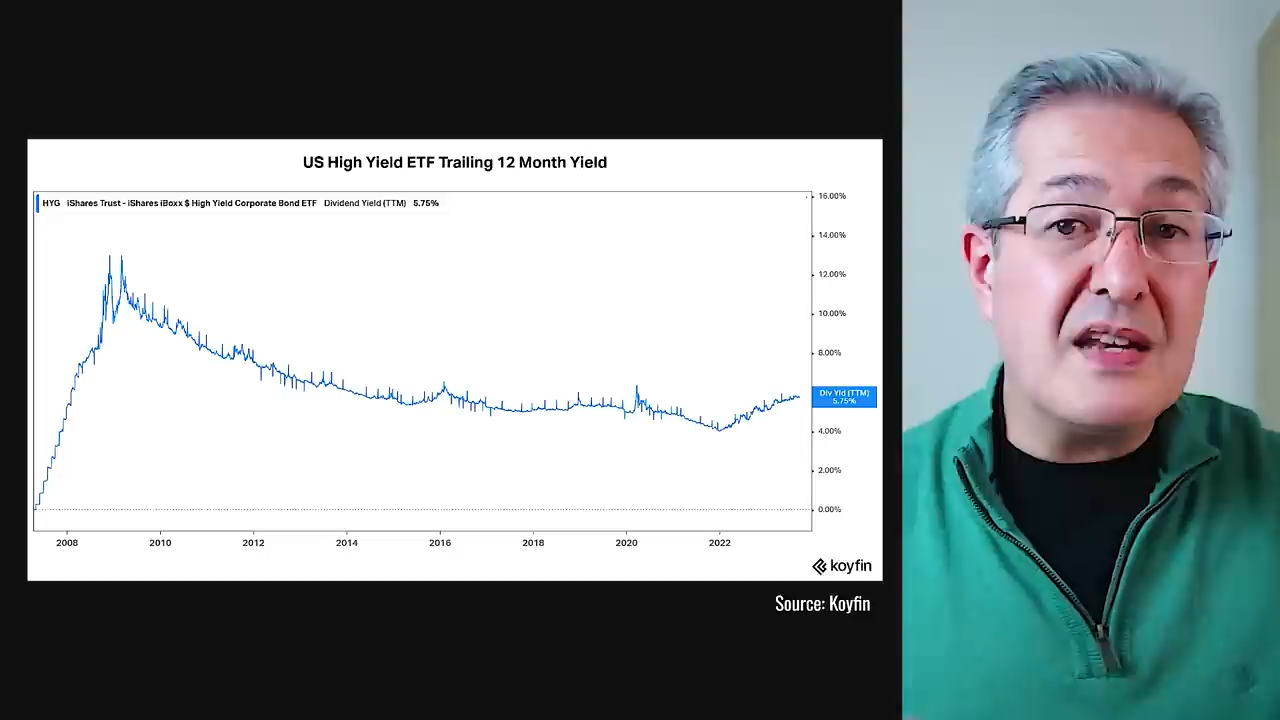 US High Yield ETF Trailing 12 Month Yield
HYG iShares Trust - iShares iBoxx $ High Yield Corporate Bond ETF Dividend Yield (TTM) 5.75%
16.00%
14.00%
12.00%
10.00%
8.00%
Div Yld (TTM)
5.75%
4.00%
2.00%
0.00%
2008 2010 2012 2014 2016 2018 2020 2022
koyfin
Source: Koyfin